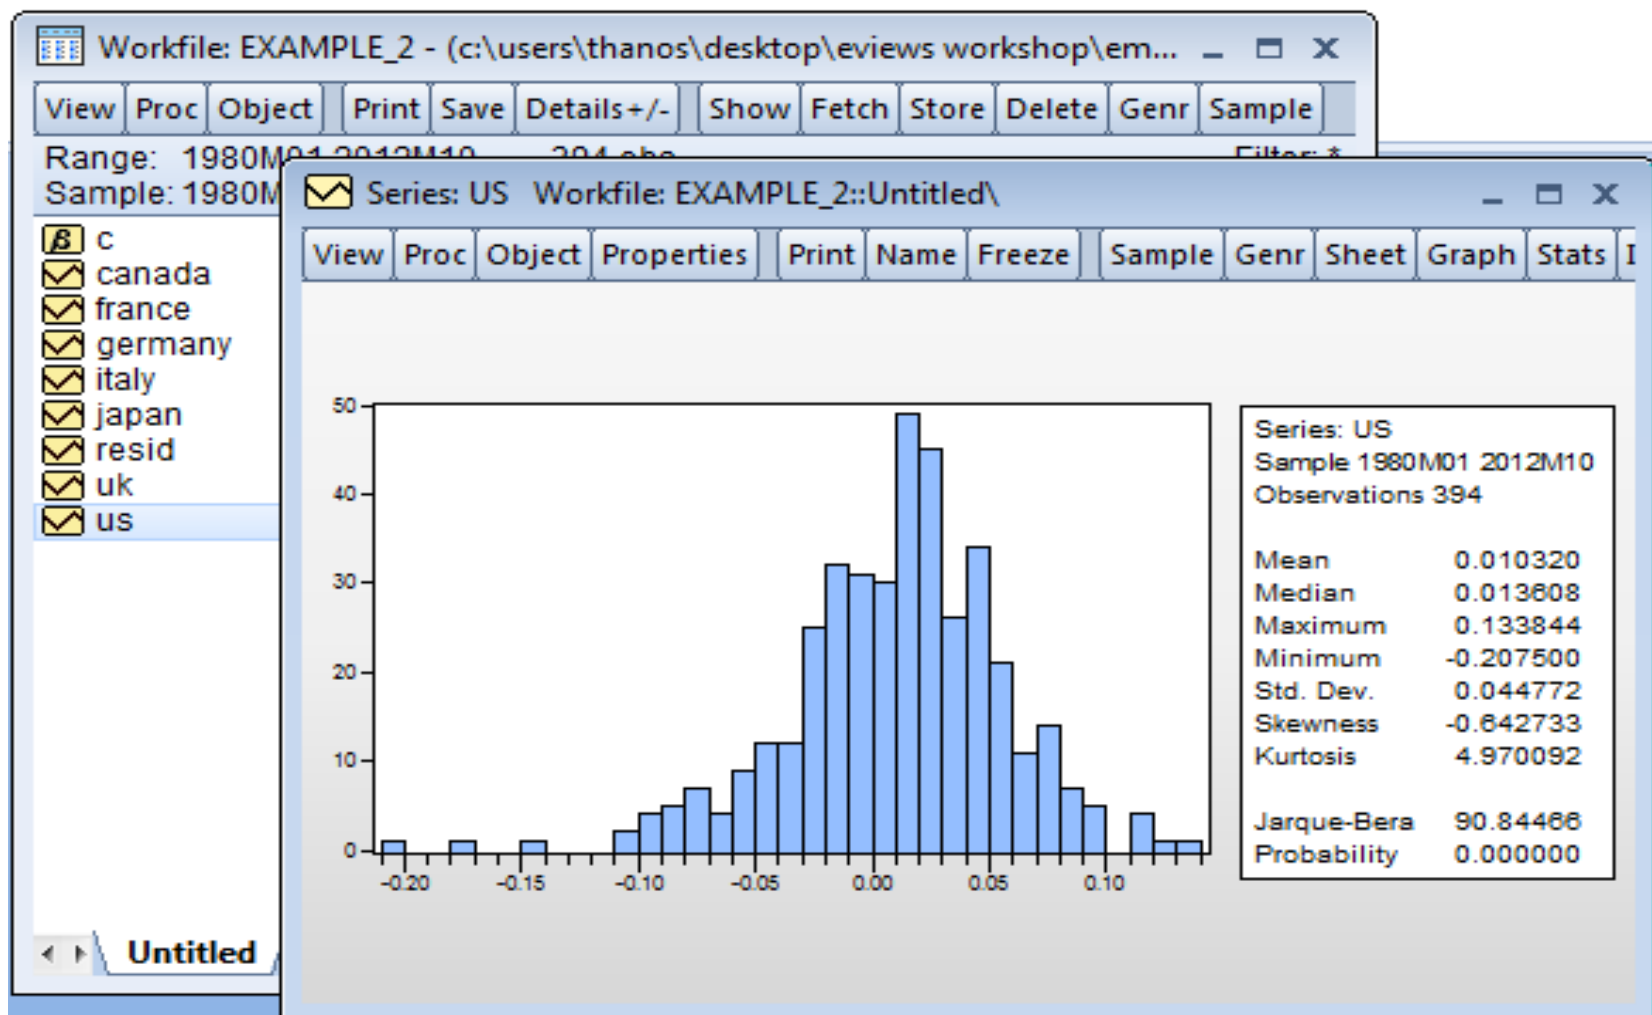 Workfile: EXAMPLE_2 - (c:\users\thanos\desktop\eviews workshop\em...
View Proc Object Print Save Details+/- Show Fetch Store Delete Genr Sample
Range: 1980M01 2012M10 394 obs Filter: *
Sample: 1980M
β c
canada
france
germany
italy
japan
resid
uk
us
Untitled
Series: US Workfile: EXAMPLE_2::Untitled\
View Proc Object Properties Print Name Freeze Sample Genr Sheet Graph Stats
50
40
30
20
10
0
-0.20 -0.15 -0.10 -0.05 0.00 0.05 0.10
Series: US
Sample 1980M01 2012M10
Observations 394
Mean 0.010320
Median 0.013608
Maximum 0.133844
Minimum -0.207500
Std. Dev. 0.044772
Skewness -0.642733
Kurtosis 4.970092
Jarque-Bera 90.84466
Probability 0.000000